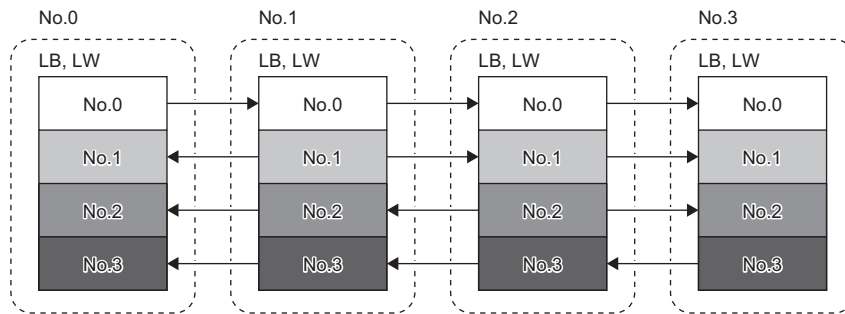 No.0 No.1 No.2 No.3
LB, LW LB, LW LB, LW LB, LW
No.0 No.0 No.0 No.0
No.1 No.1 No.1 No.1
No.2 No.2 No.2 No.2
No.3 No.3 No.3 No.3